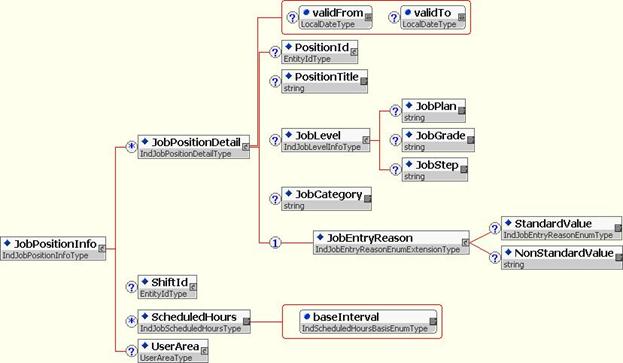 ? validFrom ? validTo
LocalDateType LocalDateType
? PositionId
EntityIdType
? PositionTitle
string
? JobPlan
string
* JobPositionDetail
IndJobPositionDetailType
? JobLevel
IndJobLevelInfoType
? JobGrade
string
? JobStep
string
? JobCategory
string
? StandardValue
IndJobEntryReasonEnumType
1 JobEntryReason
IndJobEntryReasonEnumExtensionType
JobPositionInfo
IndJobPositionInfoType
? NonStandardValue
string
? ShiftId
EntityIdType
* ScheduledHours
IndJobScheduledHoursType
baseInterval
IndScheduledHoursBasisEnumType
? UserArea
UserAreaType